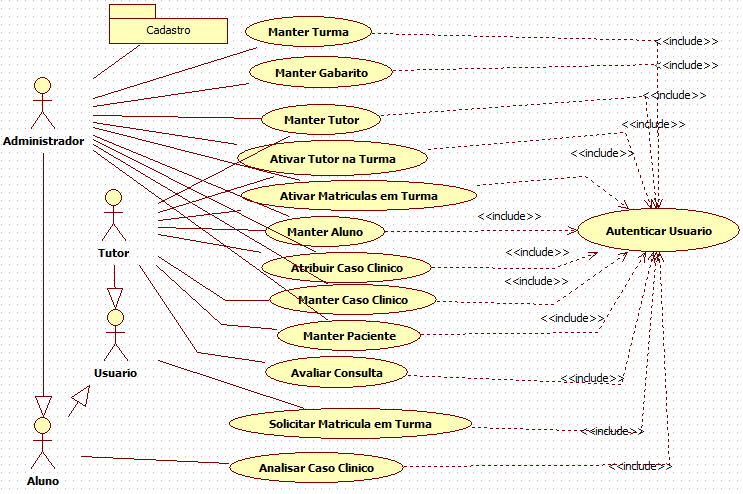 Cadastro
Manter Turma
<<include>>
Manter Gabarito
<<include>>
Manter Tutor
<<include>>
Administrador
Ativar Tutor na Turma
<<include>>
<<include>>
Ativar Matriculas em Turma
Manter Aluno
<<include>>
Autenticar Usuario
Tutor
Atribuir Caso Clinico
<<include>>
Manter Caso Clinico
<<include>>
Manter Paciente
<<include>>
Usuario
Avaliar Consulta
<<include>>
Solicitar Matricula em Turma
<<include>>
Analisar Caso Clinico
<<include>>
Aluno